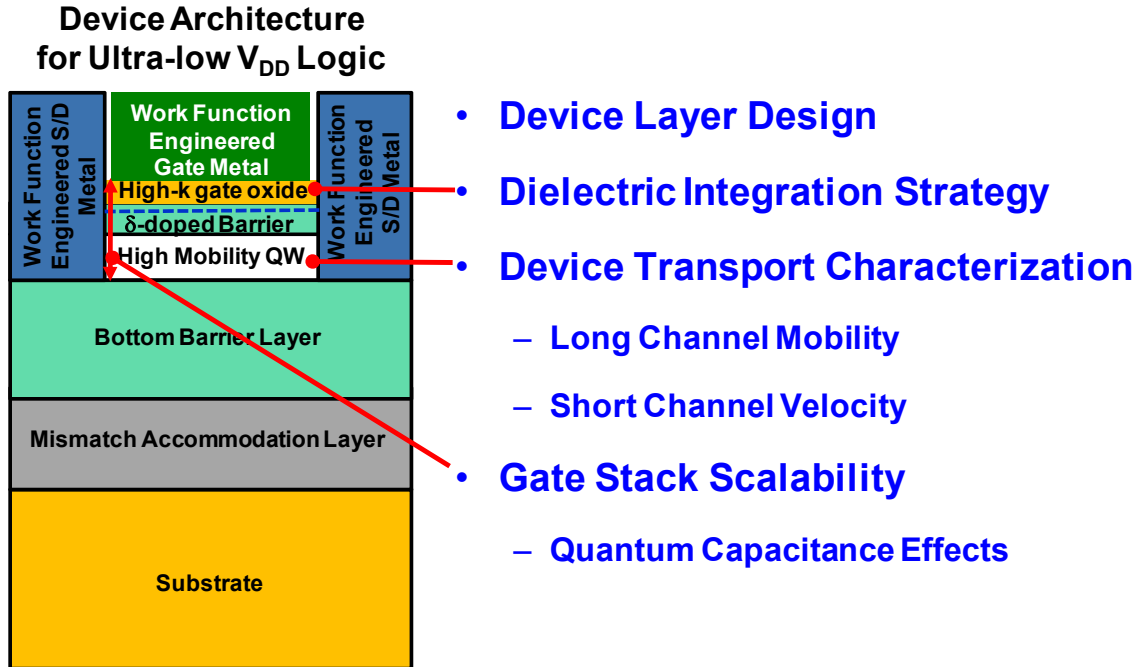 Device Architecture
for Ultra-low VDD Logic
Work Function
Engineered S/D
Metal
Work Function
Engineered
Gate Metal
High-k gate oxide
δ-doped Barrier
High Mobility QW
Work Function
Engineered
S/D Metal
Bottom Barrier Layer
Mismatch Accommodation Layer
Substrate
• Device Layer Design
• Dielectric Integration Strategy
• Device Transport Characterization
– Long Channel Mobility
– Short Channel Velocity
• Gate Stack Scalability
– Quantum Capacitance Effects